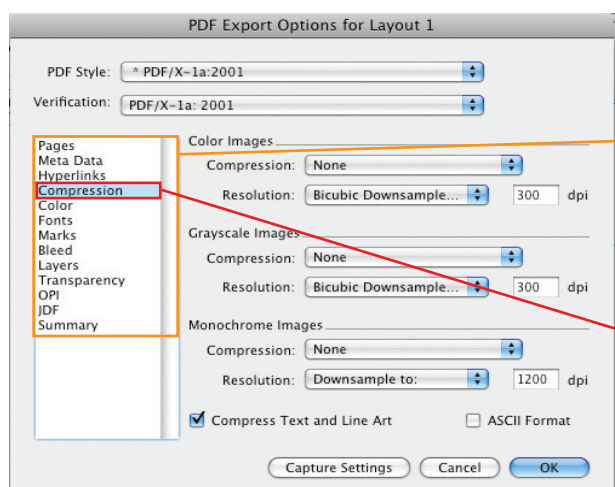 PDF Export Options for Layout 1
PDF Style: * PDF/X-1a:2001
Verification: PDF/X-1a: 2001
Pages
Meta Data
Hyperlinks
Compression
Color
Fonts
Marks
Bleed
Layers
Transparency
OPI
JDF
Summary
Color Images
Compression: None
Resolution: Bicubic Downsample... 300 dpi
Grayscale Images
Compression: None
Resolution: Bicubic Downsample... 300 dpi
Monochrome Images
Compression: None
Resolution: Downsample to: 1200 dpi
Compress Text and Line Art ASCII Format
Capture Settings Cancel OK